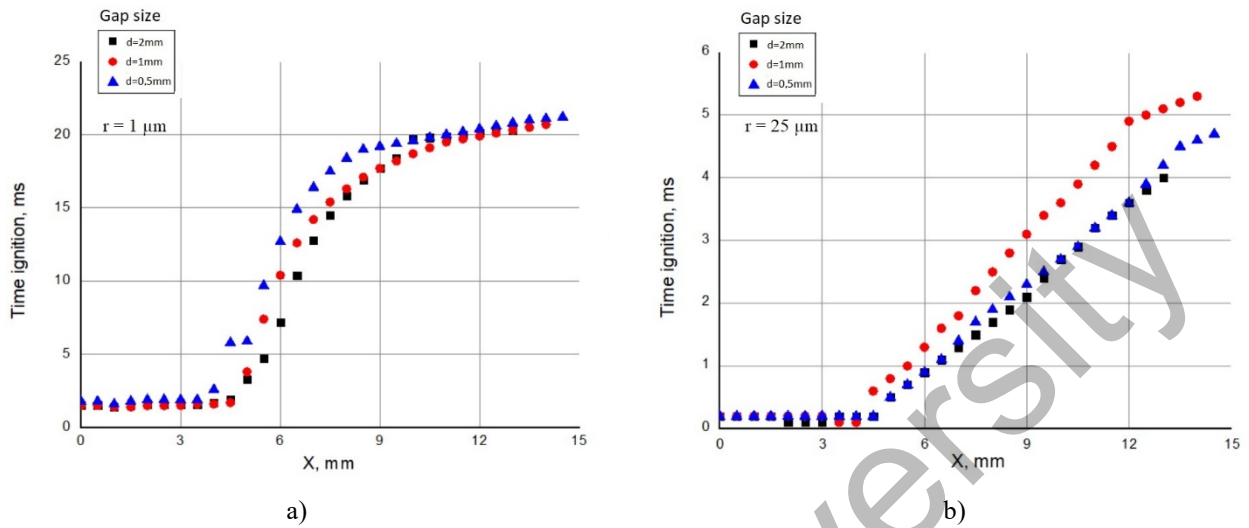 Gap size
d=2mm
d=1mm
d=0,5mm
r = 1 µm
25
20
15
10
5
0
Time ignition, ms
0 3 6 9 12 15
X, mm
a)
Gap size
d=2mm
d=1mm
d=0,5mm
r = 25 µm
6
5
4
3
2
1
0
Time ignition, ms
0 3 6 9 12 15
X, mm
b)
versity